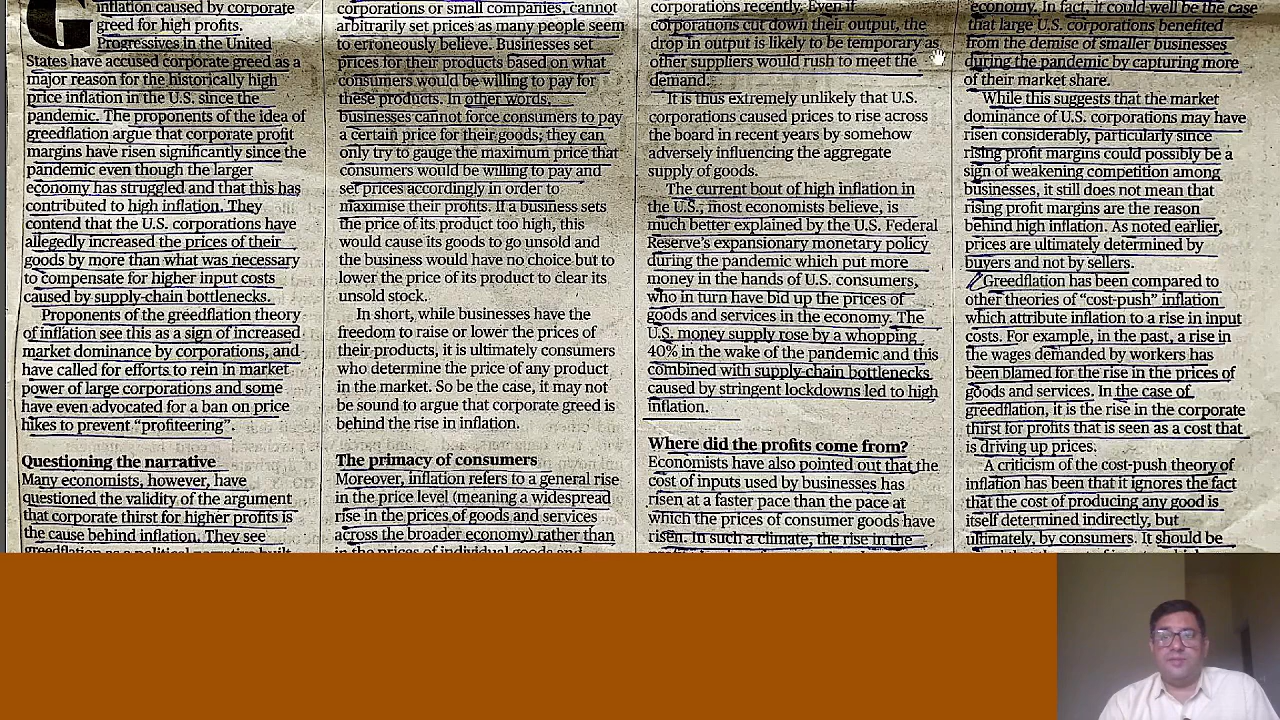 G
inflation caused by corporate
greed for high profits.
Progressives in the United
States have accused corporate greed as a
major reason for the historically high
price inflation in the U.S. since the
pandemic. The proponents of the idea of
greedflation argue that corporate profit
margins have risen significantly since the
pandemic even though the larger
economy has struggled and that this has
contributed to high inflation. They
contend that the U.S. corporations have
allegedly increased the prices of their
goods by more than what was necessary
to compensate for higher input costs
caused by supply-chain bottlenecks.
Proponents of the greedflation theory
of inflation see this as a sign of increased
market dominance by corporations, and
have called for efforts to rein in market
power of large corporations and some
have even advocated for a ban on price
hikes to prevent “profiteering”.
Questioning the narrative
Many economists, however, have
questioned the validity of the argument
that corporate thirst for higher profits is
the cause behind inflation. They see
greedflation as a political narrative built
corporations or small companies, cannot
arbitrarily set prices as many people seem
to erroneously believe. Businesses set
prices for their products based on what
consumers would be willing to pay for
these products. In other words,
businesses cannot force consumers to pay
a certain price for their goods; they can
only try to gauge the maximum price that
consumers would be willing to pay and
set prices accordingly in order to
maximise their profits. If a business sets
the price of its product too high, this
would cause its goods to go unsold and
the business would have no choice but to
lower the price of its product to clear its
unsold stock.
In short, while businesses have the
freedom to raise or lower the prices of
their products, it is ultimately consumers
who determine the price of any product
in the market. So be the case, it may not
be sound to argue that corporate greed is
behind the rise in inflation.
The primacy of consumers
Moreover, inflation refers to a general rise
in the price level (meaning a widespread
rise in the prices of goods and services
across the broader economy) rather than
in the prices of individual goods and
corporations recently. Even if
corporations cut down their output, the
drop in output is likely to be temporary as
other suppliers would rush to meet the
demand.
It is thus extremely unlikely that U.S.
corporations caused prices to rise across
the board in recent years by somehow
adversely influencing the aggregate
supply of goods.
The current bout of high inflation in
the U.S., most economists believe, is
much better explained by the U.S. Federal
Reserve’s expansionary monetary policy
during the pandemic which put more
money in the hands of U.S. consumers,
who in turn have bid up the prices of
goods and services in the economy. The
U.S. money supply rose by a whopping
40% in the wake of the pandemic and this
combined with supply-chain bottlenecks
caused by stringent lockdowns led to high
inflation.
Where did the profits come from?
Economists have also pointed out that the
cost of inputs used by businesses has
risen at a faster pace than the pace at
which the prices of consumer goods have
risen. In such a climate, the rise in the
economy. In fact, it could well be the case
that large U.S. corporations benefited
from the demise of smaller businesses
during the pandemic by capturing more
of their market share.
While this suggests that the market
dominance of U.S. corporations may have
risen considerably, particularly since
rising profit margins could possibly be a
sign of weakening competition among
businesses, it still does not mean that
rising profit margins are the reason
behind high inflation. As noted earlier,
prices are ultimately determined by
buyers and not by sellers.
Greedflation has been compared to
other theories of “cost-push” inflation
which attribute inflation to a rise in input
costs. For example, in the past, a rise in
the wages demanded by workers has
been blamed for the rise in the prices of
goods and services. In the case of
greedflation, it is the rise in the corporate
thirst for profits that is seen as a cost that
is driving up prices.
A criticism of the cost-push theory of
inflation has been that it ignores the fact
that the cost of producing any good is
itself determined indirectly, but
ultimately, by consumers. It should be